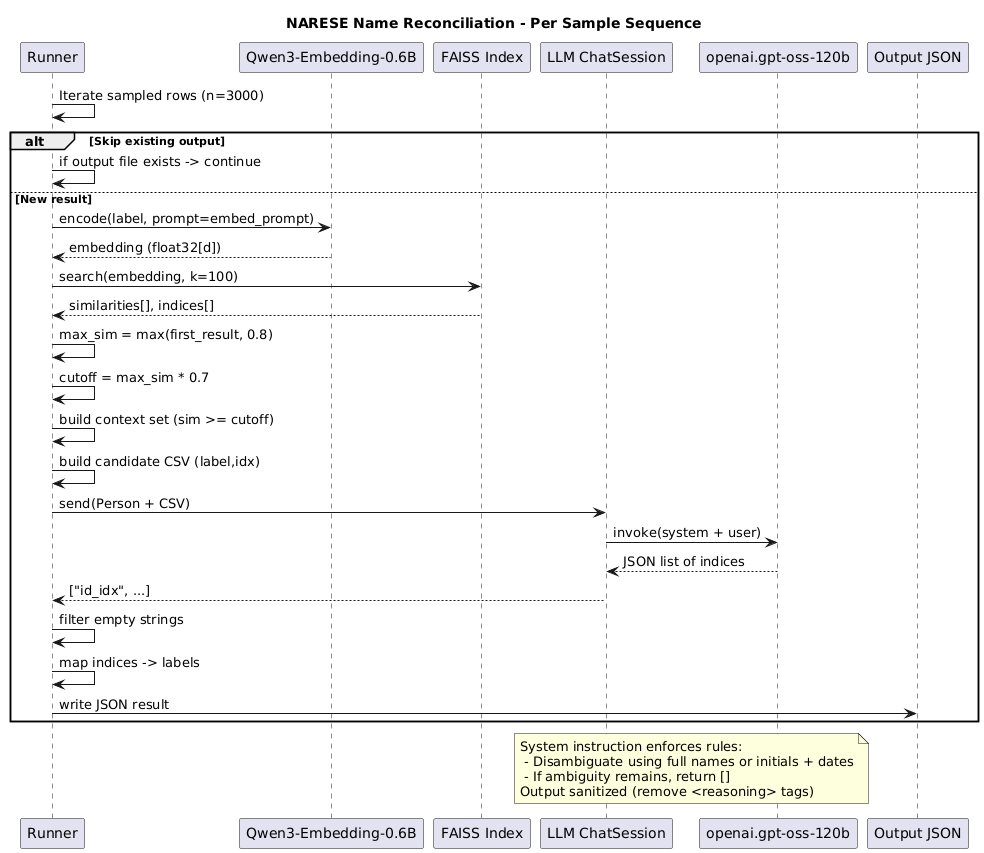 NARESE Name Reconciliation - Per Sample Sequence
Runner Qwen3-Embedding-0.6B FAISS Index LLM ChatSession openai.gpt-oss-120b Output JSON
Iterate sampled rows (n=3000)
alt [Skip existing output]
if output file exists -> continue
[New result]
encode(label, prompt=embed_prompt)
embedding (float32[d])
search(embedding, k=100)
similarities[], indices[]
max_sim = max(first_result, 0.8)
cutoff = max_sim * 0.7
build context set (sim >= cutoff)
build candidate CSV (label,idx)
send(Person + CSV)
invoke(system + user)
JSON list of indices
["id_idx", ...]
filter empty strings
map indices -> labels
write JSON result
System instruction enforces rules:
- Disambiguate using full names or initials + dates
- If ambiguity remains, return []
Output sanitized (remove <reasoning> tags)
Runner Qwen3-Embedding-0.6B FAISS Index LLM ChatSession openai.gpt-oss-120b Output JSON